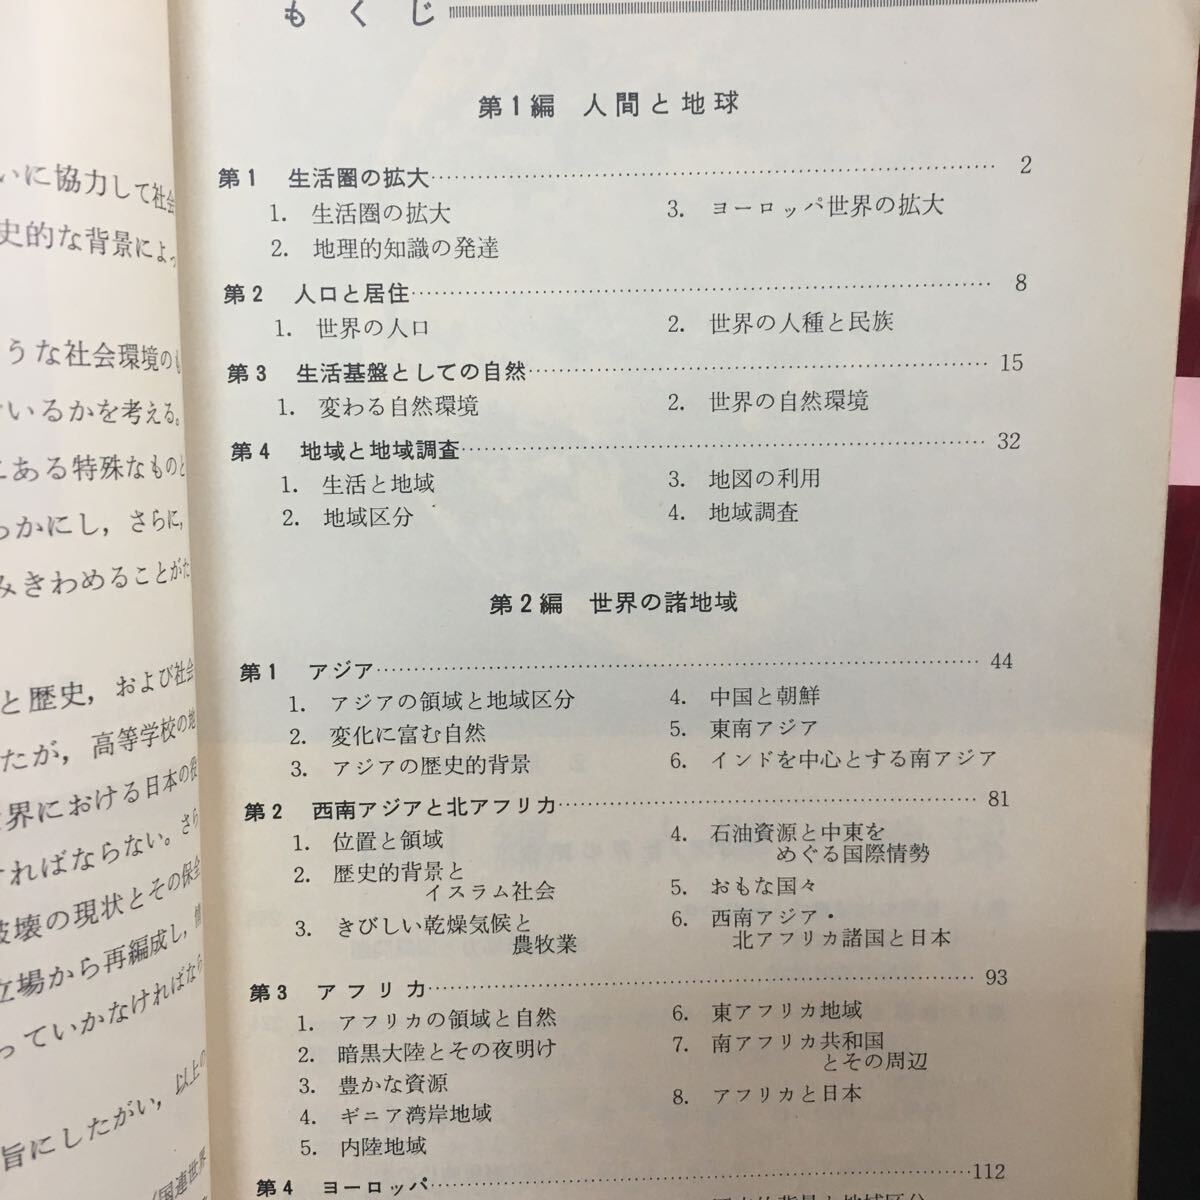 もくじ
第1編 人間と地球
第1 生活圏の拡大 2
1. 生活圏の拡大
2. 地理的知識の発達
3. ヨーロッパ世界の拡大
第2 人口と居住 8
1. 世界の人口
2. 世界の人種と民族
第3 生活基盤としての自然 15
1. 変わる自然環境
2. 世界の自然環境
第4 地域と地域調査 32
1. 生活と地域
2. 地域区分
3. 地図の利用
4. 地域調査
第2編 世界の諸地域
第1 アジア 44
1. アジアの領域と地域区分
2. 変化に富む自然
3. アジアの歴史的背景
4. 中国と朝鮮
5. 東南アジア
6. インドを中心とする南アジア
第2 西南アジアと北アフリカ 81
1. 位置と領域
2. 歴史的背景と
イスラム社会
3. きびしい乾燥気候と
農牧業
4. 石油資源と中東を
めぐる国際情勢
5. おもな国々
6. 西南アジア・
北アフリカ諸国と日本
第3 アフリカ 93
1. アフリカの領域と自然
2. 暗黒大陸とその夜明け
3. 豊かな資源
4. ギニア湾岸地域
5. 内陸地域
6. 東アフリカ地域
7. 南アフリカ共和国
とその周辺
8. アフリカと日本
第4 ヨーロッパ 112
いに協力して社会
史的な背景によっ
うな社会環境のも
いるかを考える。
ある特殊なものと
っかにし，さらに，
みきわめることがた
と歴史，および社会
たが，高等学校の地
界における日本の役
ければならない。さら
破壊の現状とその保全
立場から再編成し，情
っていかなければなら
旨にしたがい，以上の
国連世界